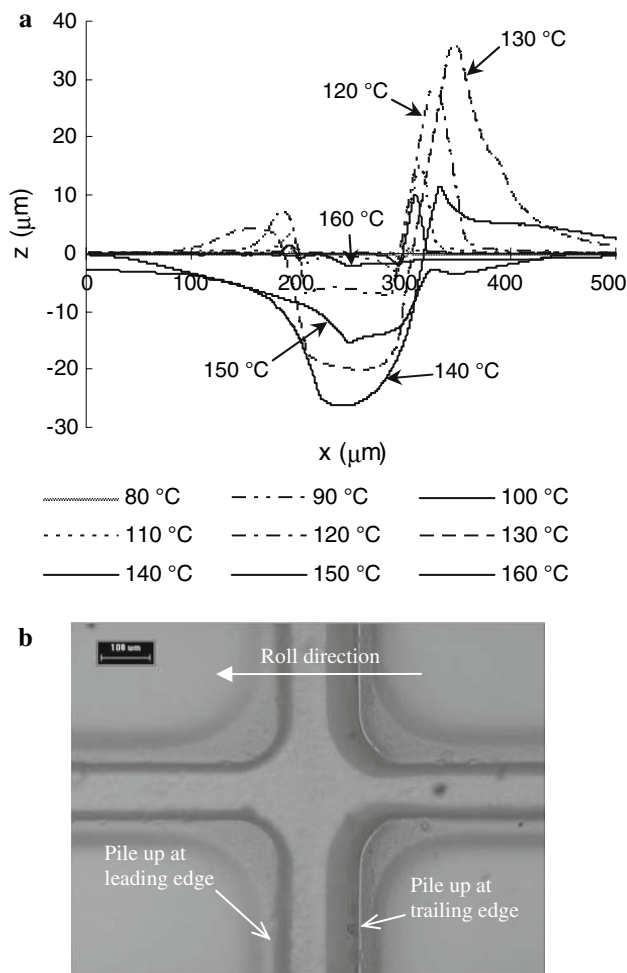 a
40
30
20
10
0
-10
-20
-30
z (μm)
0 100 200 300 400 500
x (μm)
130 °C
120 °C
160 °C
150 °C
140 °C
80 °C 90 °C 100 °C
110 °C 120 °C 130 °C
140 °C 150 °C 160 °C
b
100 um
Roll direction
Pile up at
leading edge
Pile up at
trailing edge